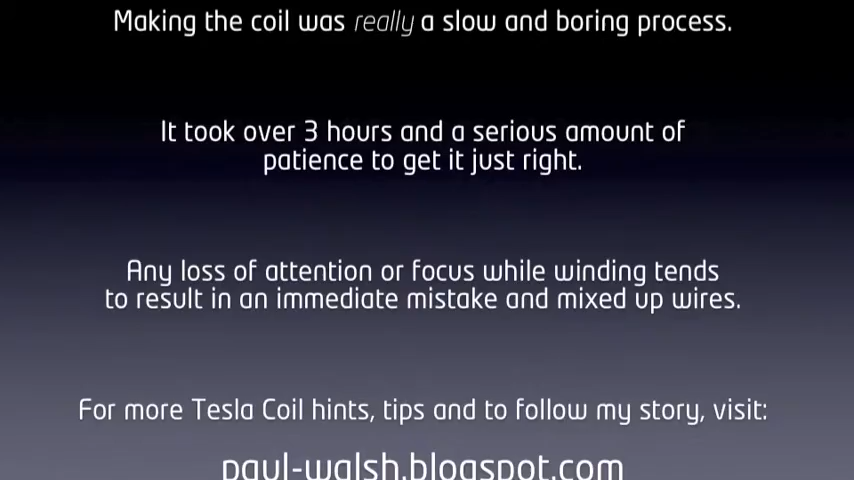 Making the coil was really a slow and boring process.
It took over 3 hours and a serious amount of
patience to get it just right.
Any loss of attention or focus while winding tends
to result in an immediate mistake and mixed up wires.
For more Tesla Coil hints, tips and to follow my story, visit:
paul-walsh.blogspot.com